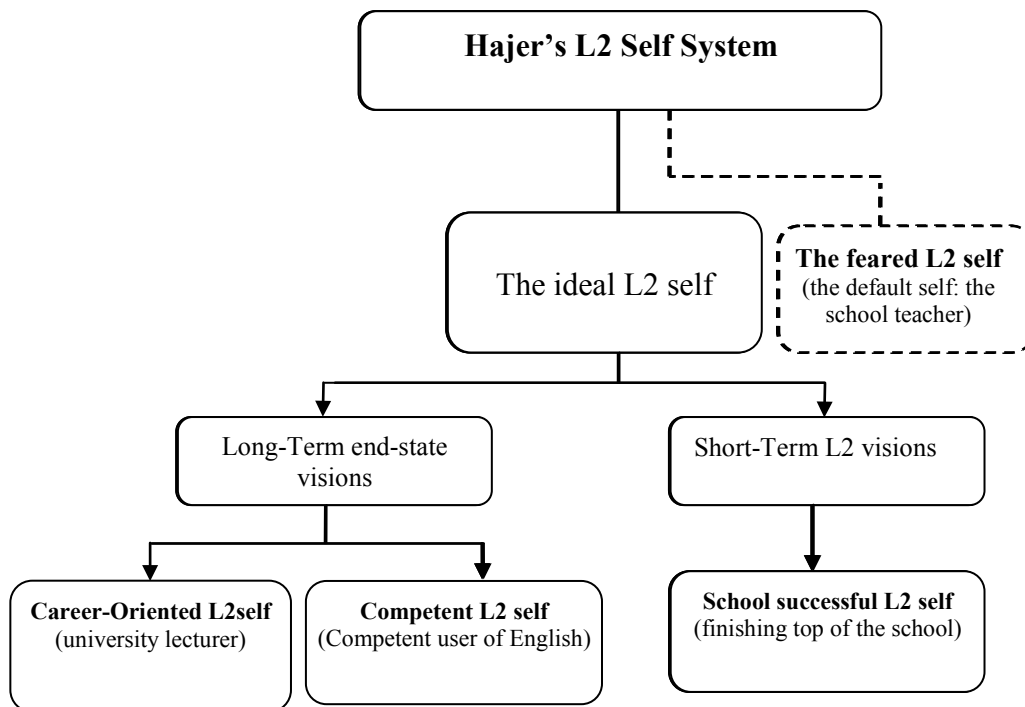 Hajer’s L2 Self System
The ideal L2 self
The feared L2 self
(the default self: the
school teacher)
Long-Term end-state
visions
Short-Term L2 visions
Career-Oriented L2self
(university lecturer)
Competent L2 self
(Competent user of English)
School successful L2 self
(finishing top of the school)